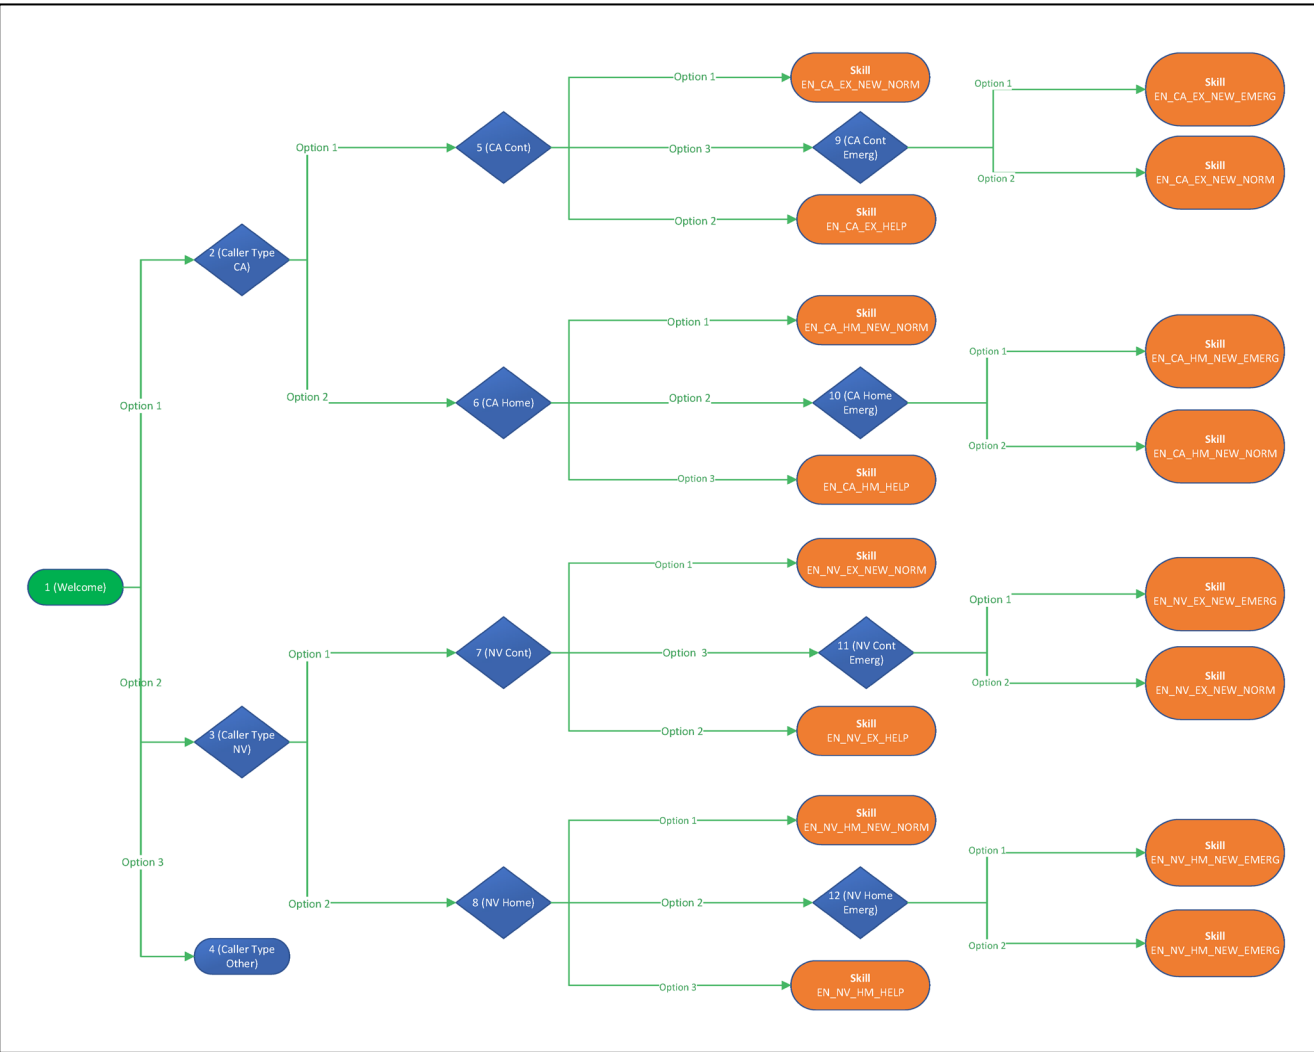 Option 1
Skill
EN_CA_EX_NEW_NORM
Option 1
Skill
EN_CA_EX_NEW_EMERG
Option 1
5 (CA Cont)
Option 3
9 (CA Cont
Emerg)
Option 2
Skill
EN_CA_EX_NEW_NORM
Option 2
Skill
EN_CA_EX_HELP
2 (Caller Type
CA)
Option 1
Skill
EN_CA_HM_NEW_NORM
Option 1
Skill
EN_CA_HM_NEW_EMERG
Option 2
6 (CA Home)
Option 2
10 (CA Home
Emerg)
Option 1
Option 2
Skill
EN_CA_HM_NEW_NORM
Option 3
Skill
EN_CA_HM_HELP
1 (Welcome)
Option 1
Skill
EN_NV_EX_NEW_NORM
Option 1
Skill
EN_NV_EX_NEW_EMERG
Option 1
7 (NV Cont)
Option  3
11 (NV Cont
Emerg)
Option 2
Option 2
Skill
EN_NV_EX_NEW_NORM
3 (Caller Type
NV)
Option 2
Skill
EN_NV_EX_HELP
Option 1
Skill
EN_NV_HM_NEW_NORM
Option 1
Skill
EN_NV_HM_NEW_EMERG
Option 3
Option 2
8 (NV Home)
Option 2
12 (NV Home
Emerg)
Option 2
Skill
EN_NV_HM_NEW_EMERG
4 (Caller Type
Other)
Option 3
Skill
EN_NV_HM_HELP